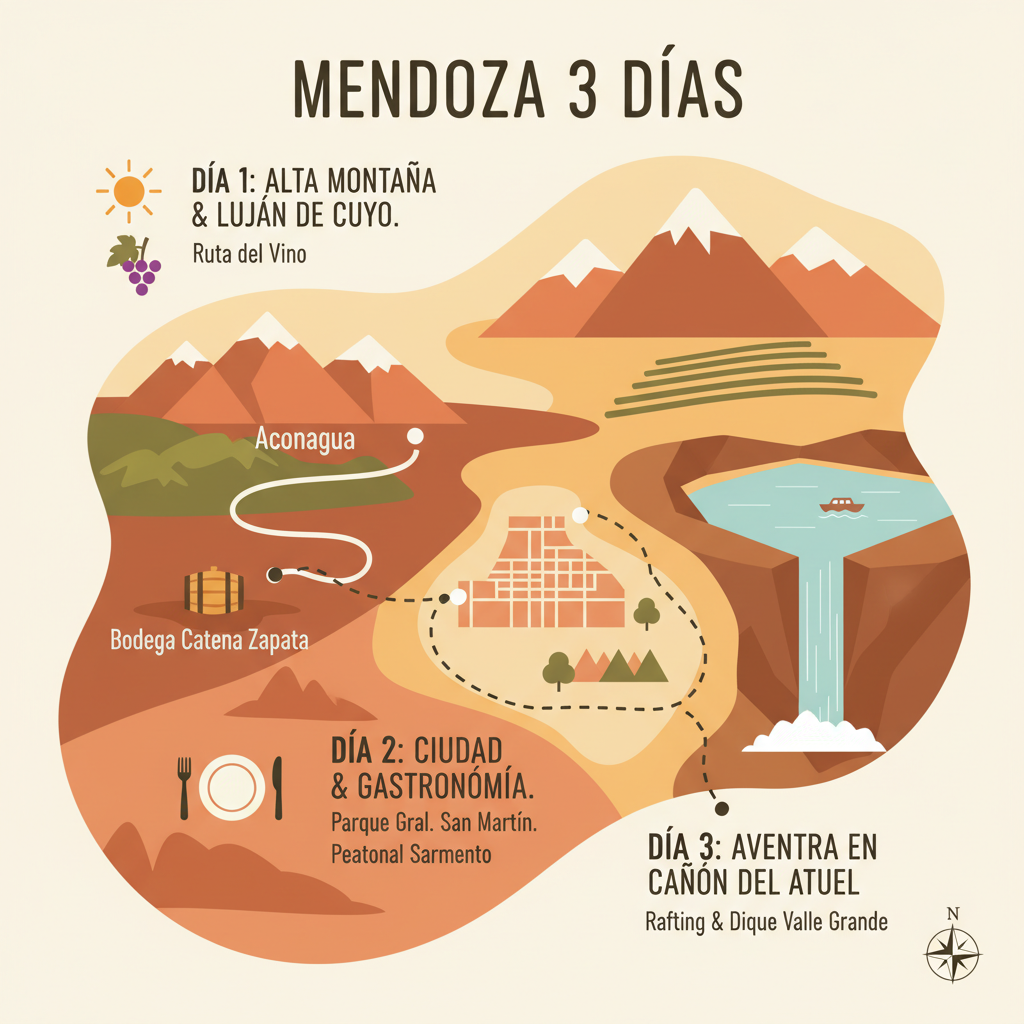 MENDOZA 3 DÍAS
DÍA 1: ALTA MONTAÑA
& LUJÁN DE CUYO.
Ruta del Vino
Aconagua
Bodega Catena Zapata
DÍA 2: CIUDAD
& GASTRONÓMÍA.
Parque Gral. San Martín.
Peatonal Sarmento
DÍA 3: AVENTRA EN
CAÑÓN DEL ATUEL
Rafting & Dique Valle Grande
N